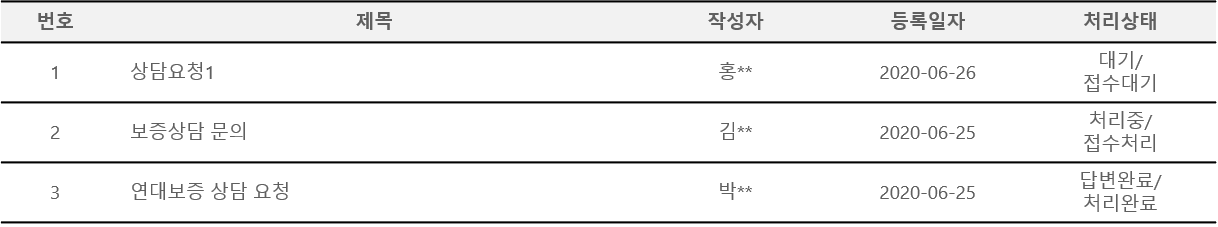 번호 제목 작성자 등록일자 처리상태
1 상담요청1 홍** 2020-06-26 대기/
접수대기
2 보증상담 문의 김** 2020-06-25 처리중/
접수처리
3 연대보증 상담 요청 박** 2020-06-25 답변완료/
처리완료